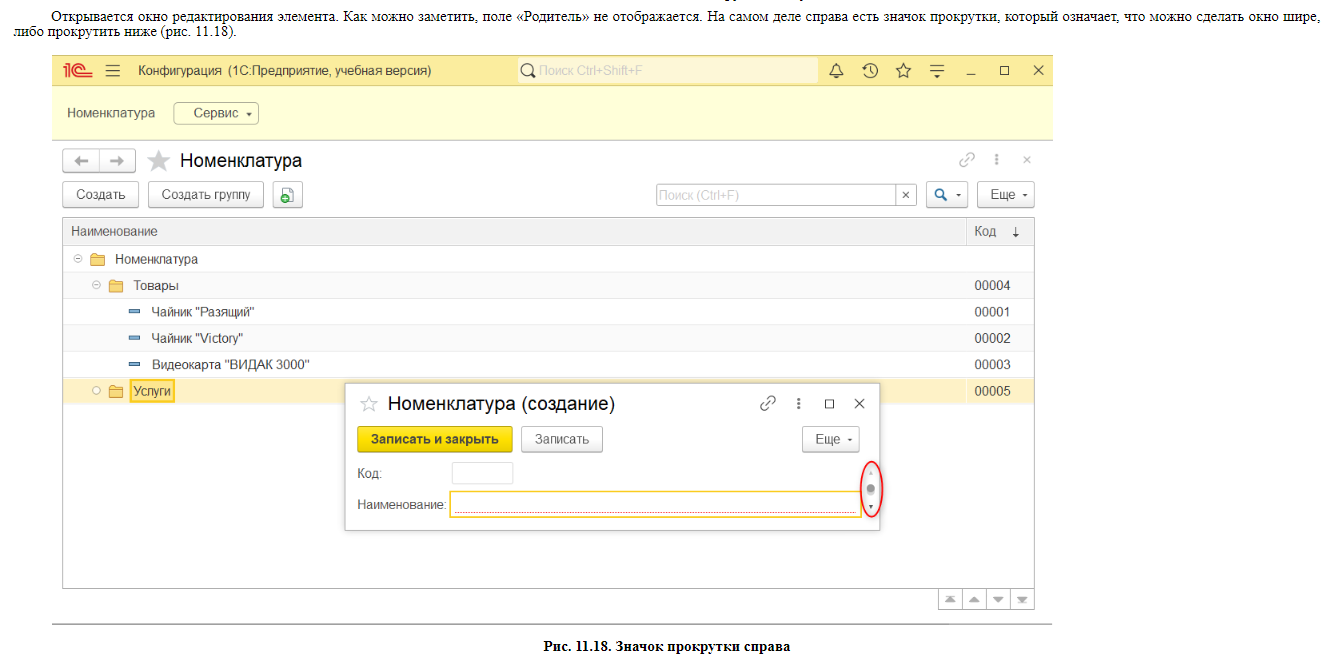 Открывается окно редактирования элемента. Как можно заметить, поле «Родитель» не отображается. На самом деле справа есть значок прокрутки, который означает, что можно сделать окно шире,
либо прокрутить ниже (рис. 11.18).
1С Конфигурация (1С:Предприятие, учебная версия) Поиск Ctrl+Shift+F
Номенклатура Сервис
Номенклатура
Создать Создать группу Поиск (Ctrl+F) × Еще
Наименование Код ↓
Номенклатура
Товары 00004
Чайник "Разящий" 00001
Чайник "Victory" 00002
Видеокарта "ВИДАК 3000" 00003
Услуги 00005
Номенклатура (создание)
Записать и закрыть Записать Еще
Код:
Наименование:
Рис. 11.18. Значок прокрутки справа